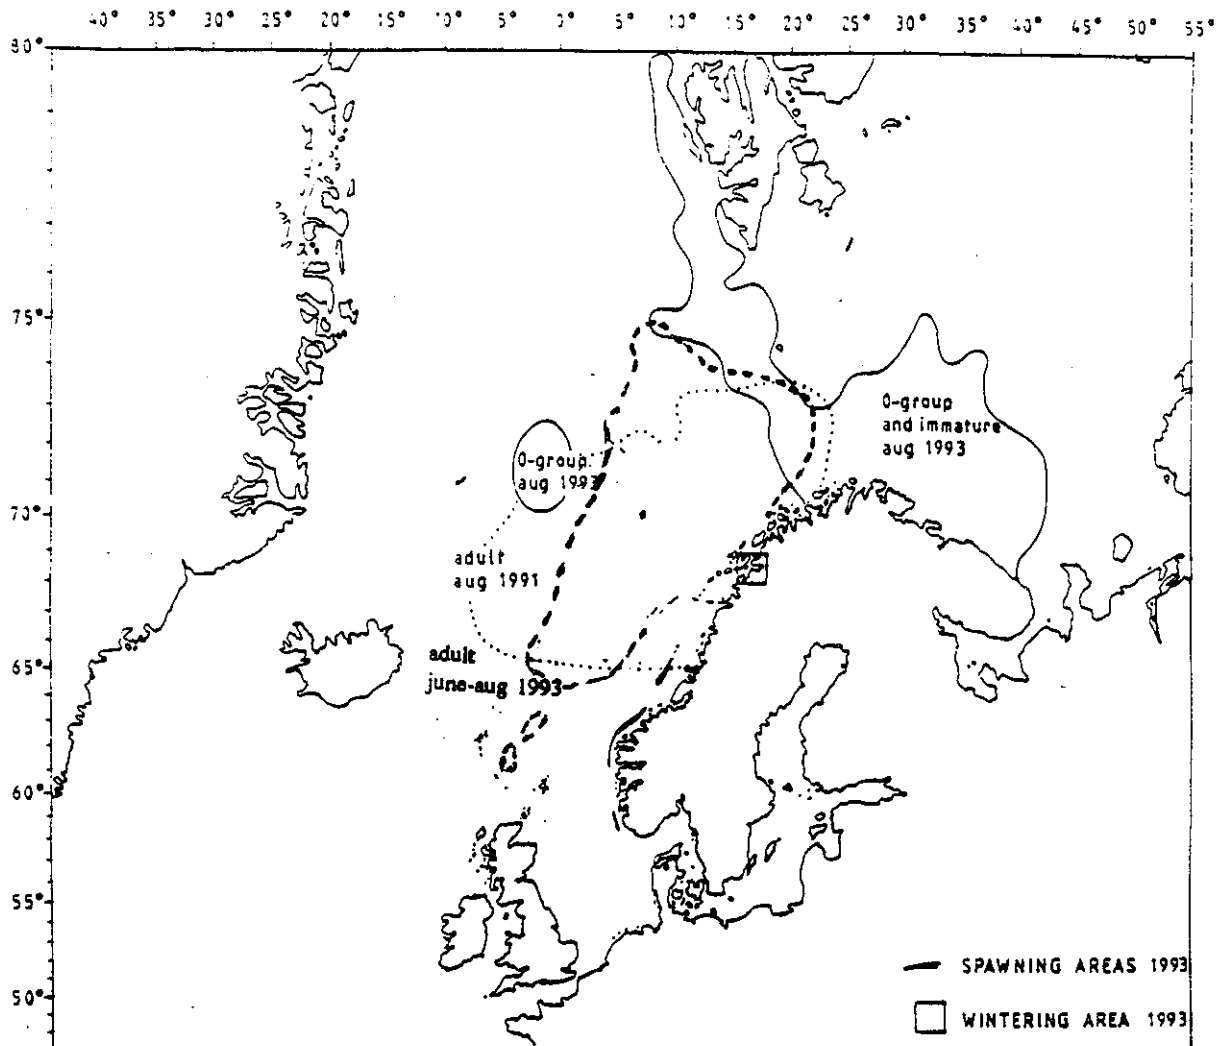 40° 30° 25° 20° 15° 10° 5° 0° 5° 10° 15° 20° 25° 30° 35° 40° 45° 50° 55°
80°
75°
0-group
and immature
aug 1993
0-group
aug 1993
70°
adult
aug 1991
65°
adult
june-aug 1993
60°
55°
SPAWNING AREAS 1993
50°
WINTERING AREA 1993